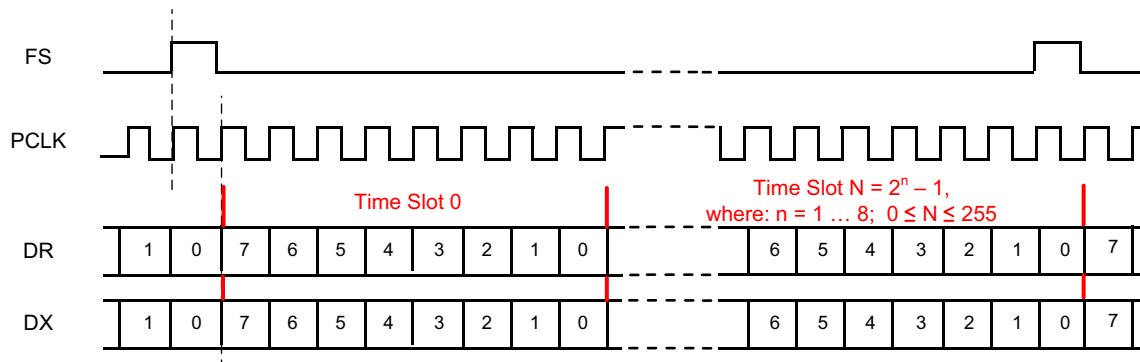 FS
PCLK
Time Slot 0
Time Slot N = 2ⁿ – 1,
where: n = 1 … 8; 0 ≤ N ≤ 255
DR 1 0 7 6 5 4 3 2 1 0 6 5 4 3 2 1 0 7
DX 1 0 7 6 5 4 3 2 1 0 6 5 4 3 2 1 0 7